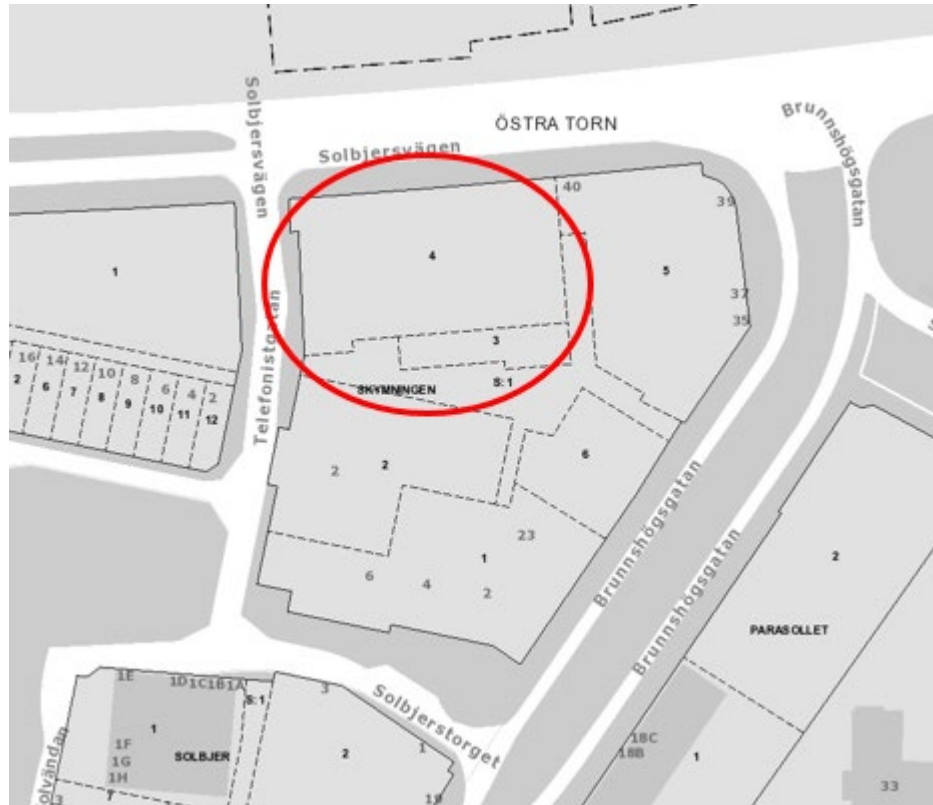 ÖSTRA TORN
Solbjersvägen
Solbjersvägen
Brunnshögsgatan
40
39
4
1
5
37
35
3
S:1
SKYMNINGEN
Telefonistgatan
16 14 12 10 8 6 4 2
2 6 7 8 9 10 11 12
2
2
6
23
1
6
4
2
Brunnshögsgatan
Brunnshögsgatan
2
PARASOLLET
1E
1D 1C 1B 1A
S:1
3
Solbjerstorget
1
1F
1G
1H
SOLBJER
2
1
18C
18B
1
33
3
T
19
olvändan